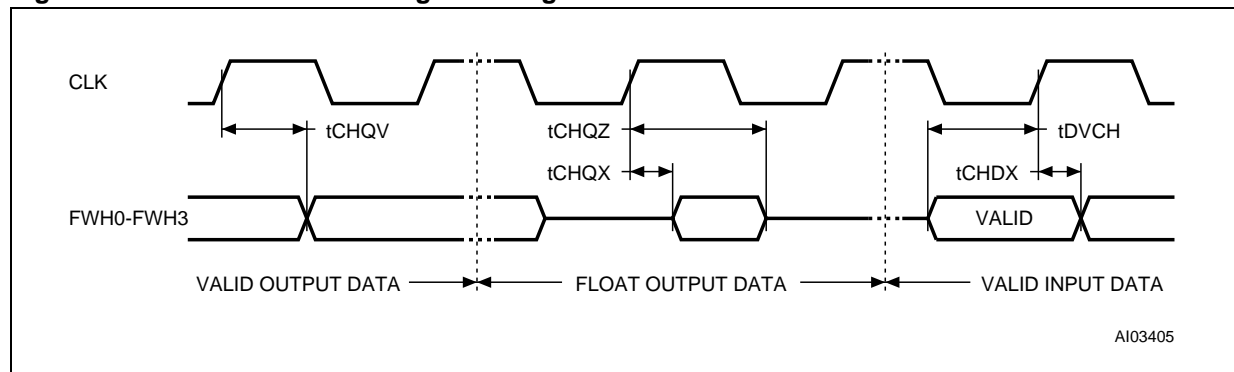 CLK
tCHQV
tCHQZ
tDVCH
tCHQX
tCHDX
FWH0-FWH3
VALID
VALID OUTPUT DATA
FLOAT OUTPUT DATA
VALID INPUT DATA
AI03405